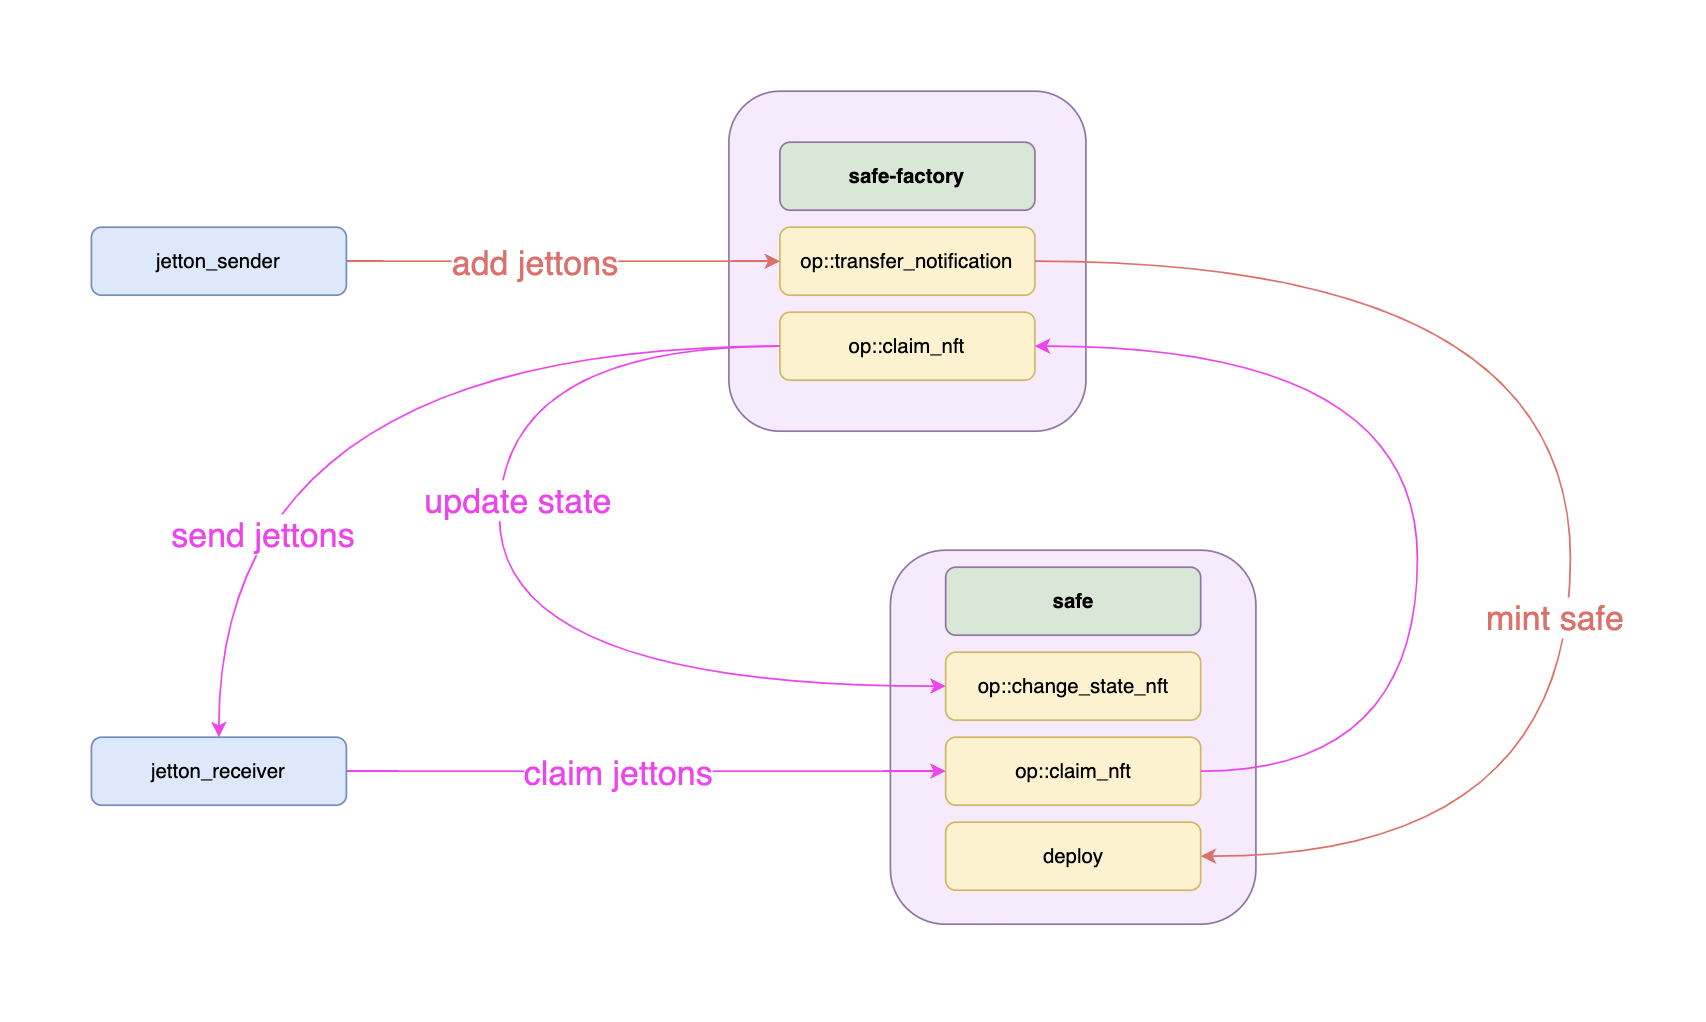 safe-factory
jetton_sender
add jettons
op::transfer_notification
op::claim_nft
update state
send jettons
safe
mint safe
op::change_state_nft
jetton_receiver
claim jettons
op::claim_nft
deploy